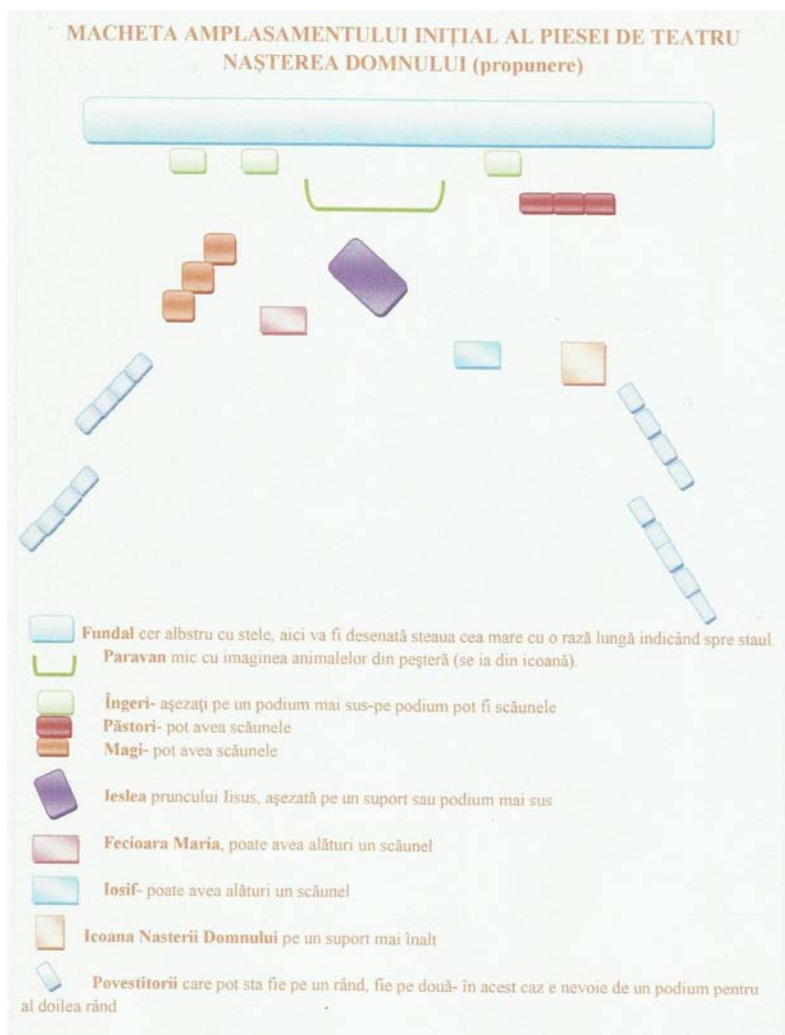 MACHETA AMPLASAMENTULUI INIȚIAL AL PIESEI DE TEATRU
NAȘTEREA DOMNULUI (propunere)
Fundal cer albstru cu stele, aici va fi desenată steaua cea mare cu o rază lungă indicând spre staul.
Paravan mic cu imaginea animalelor din peșteră (se ia din icoană).
Îngeri- așezați pe un podium mai sus-pe podium pot fi scăunele
Păstori- pot avea scăunele
Magi- pot avea scăunele
Ieslea pruncului Iisus, așezată pe un suport sau podium mai sus
Fecioara Maria, poate avea alături un scăunel
Iosif- poate avea alături un scăunel
Icoana Nasterii Domnului pe un suport mai înalt
Povestitorii care pot sta fie pe un rând, fie pe două- în acest caz e nevoie de un podium pentru
al doilea rând